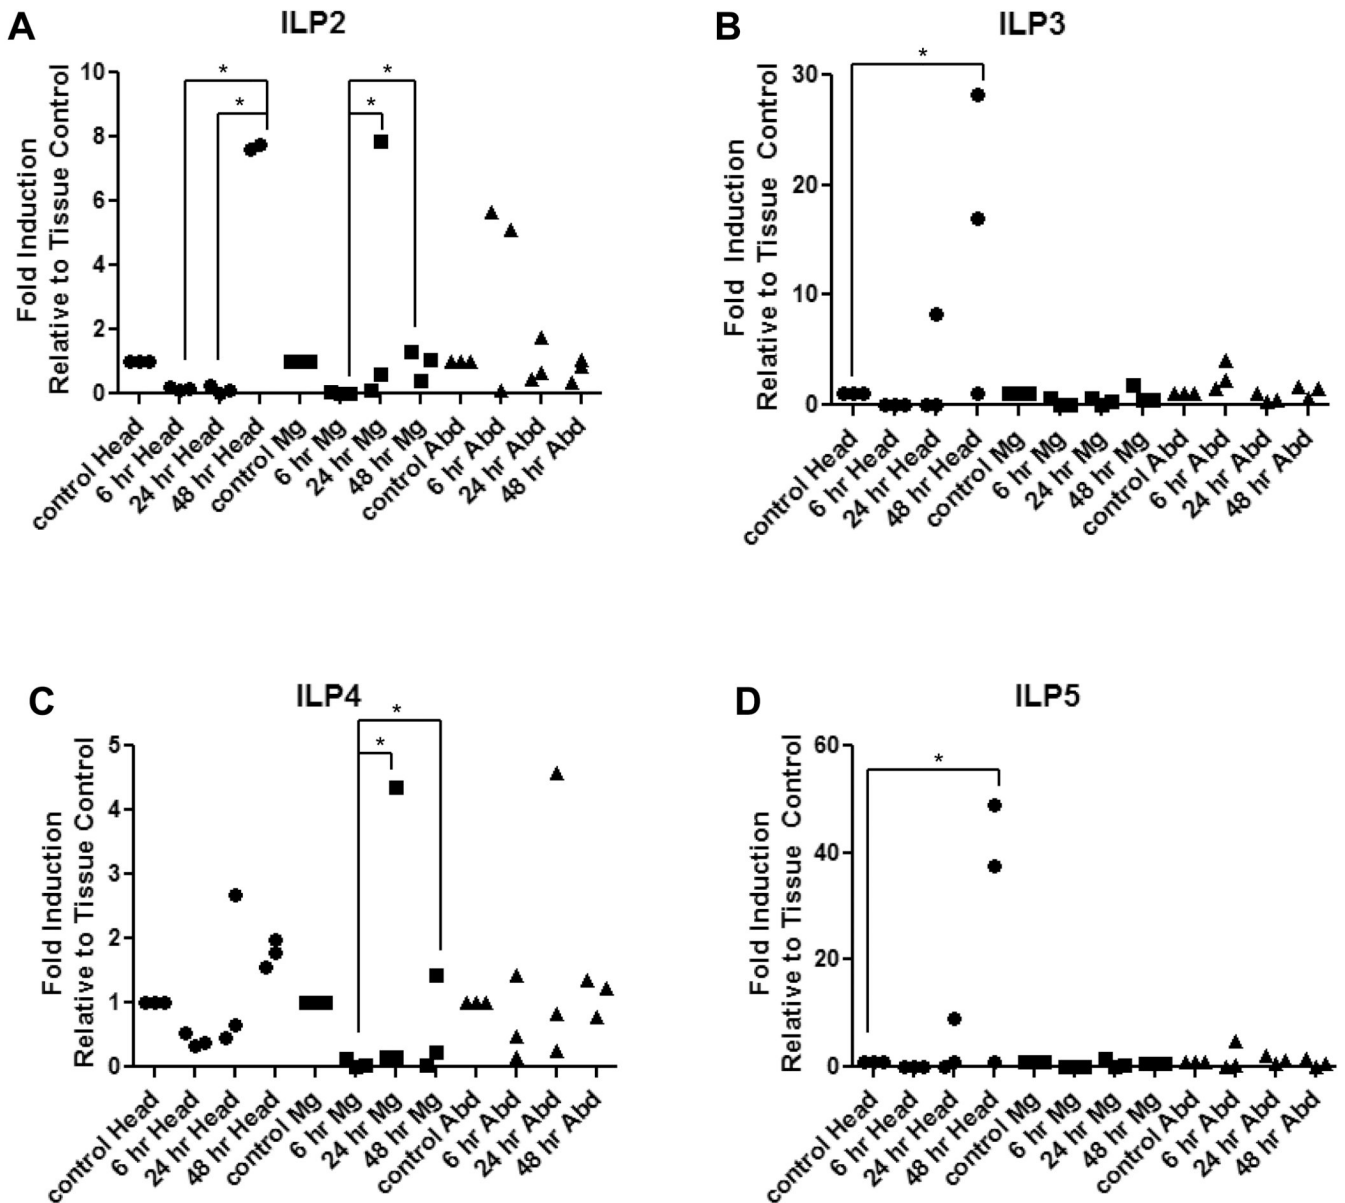 A
ILP2
Fold Induction
Relative to Tissue Control
10
8
6
4
2
0
*
*
*
*
control Head
6 hr Head
24 hr Head
48 hr Head
control Mg
6 hr Mg
24 hr Mg
48 hr Mg
control Abd
6 hr Abd
24 hr Abd
48 hr Abd
B
ILP3
Fold Induction
Relative to Tissue Control
30
20
10
0
*
control Head
6 hr Head
24 hr Head
48 hr Head
control Mg
6 hr Mg
24 hr Mg
48 hr Mg
control Abd
6 hr Abd
24 hr Abd
48 hr Abd
C
ILP4
Fold Induction
Relative to Tissue Control
5
4
3
2
1
0
*
*
control Head
6 hr Head
24 hr Head
48 hr Head
control Mg
6 hr Mg
24 hr Mg
48 hr Mg
control Abd
6 hr Abd
24 hr Abd
48 hr Abd
D
ILP5
Fold Induction
Relative to Tissue Control
60
40
20
0
*
control Head
6 hr Head
24 hr Head
48 hr Head
control Mg
6 hr Mg
24 hr Mg
48 hr Mg
control Abd
6 hr Abd
24 hr Abd
48 hr Abd